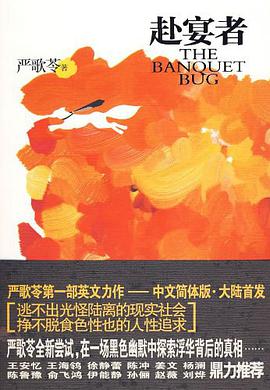 赴宴者
THE
BANQUET
BUG
严歌苓 著
严歌苓第一部英文力作——中文简体版·大陆首发
逃不出光怪陆离的现实社会
挣不脱食色性也的人性追求
严歌苓全新尝试,在一场黑色幽默中探索浮华背后的真相……
王安忆 王海鸰 徐静蕾 陈冲 姜文 杨澜
陈鲁豫 俞飞鸿 伊能静 孙俪 赵薇 刘烨
鼎力推荐